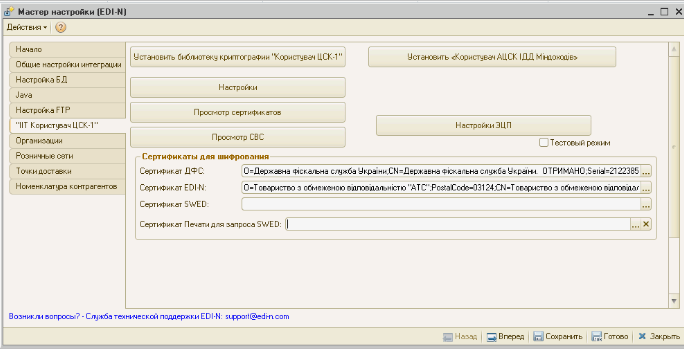 Мастер настройки (EDI-N)
Действия
Начало
Общие настройки интеграции
Настройка БД
Java
Настройка FTP
"ІІТ Користувач ЦСК-1"
Организации
Розничные сети
Точки доставки
Номенклатура контрагентов
Установить библиотеку криптографии "Користувач ЦСК-1"
Установить «Користувач АЦСК ІДД Міндоходів»
Настройки
Просмотр сертификатов
Просмотр СВС
Настройки ЭЦП
Тестовый режим
Сертификаты для шифрования
Сертификат ДФС: O=Державна фіскальна служба України;CN=Державна фіскальна служба України. ОТРИМАНО;Serial=2122385 ...
Сертификат EDI-N: O=Товариство з обмеженою відповідальністю "АТС";PostalCode=03124;CN=Товариство з обмеженою відповідал ...
Сертификат SWED: ...
Сертификат Печати для запроса SWED: ... ×
Возникли вопросы? - Служба технической поддержки EDI-N: support@edi-n.com
Назад Вперед Сохранить Готово Закрыть